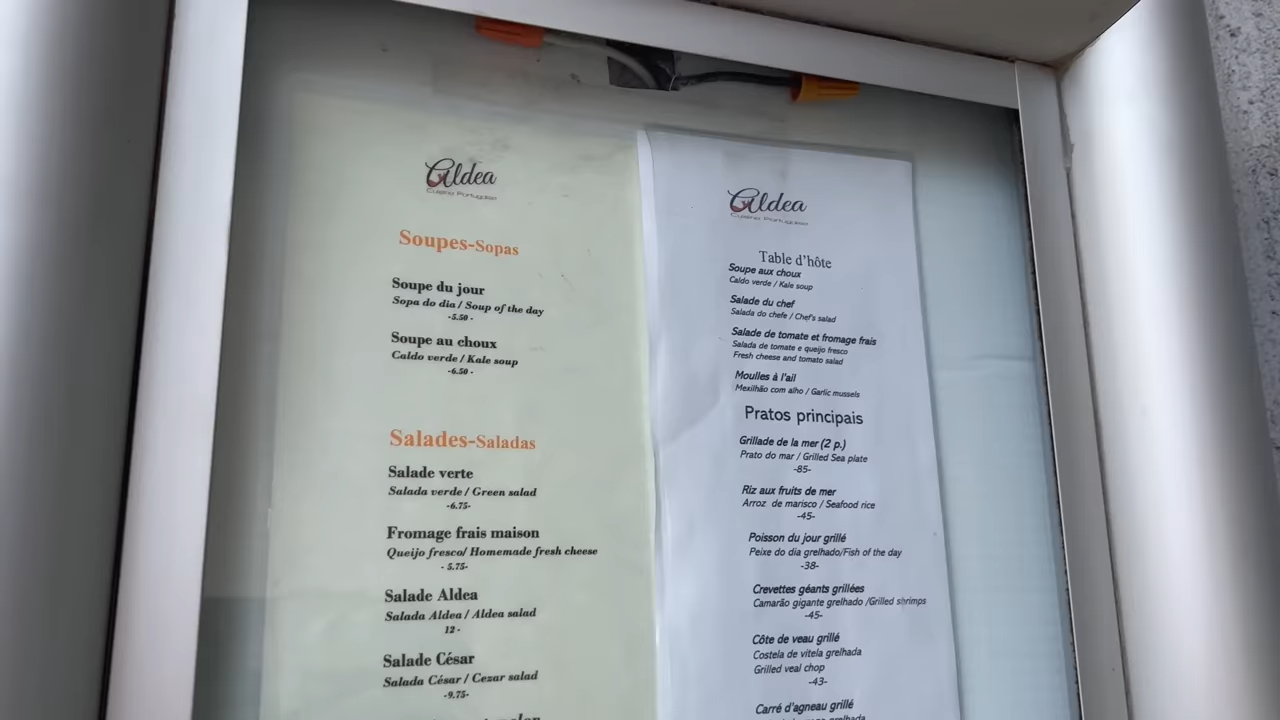 Aldea
Cuisine Portugaise
Soupes-Sopas
Soupe du jour
Sopa do dia / Soup of the day
-5.50 -
Soupe au choux
Caldo verde / Kale soup
-6.50 -
Salades-Saladas
Salade verte
Salada verde / Green salad
-6.75-
Fromage frais maison
Queijo fresco/ Homemade fresh cheese
- 5.75-
Salade Aldea
Salada Aldea / Aldea salad
12 -
Salade César
Salada César / Cezar salad
-9.75-
Aldea
Cuisine Portugaise
Table d'hôte
Soupe aux choux
Caldo verde / Kale soup
Salade du chef
Salada do chefe / Chef's salad
Salade de tomate et fromage frais
Salada de tomate e queijo fresco
Fresh cheese and tomato salad
Moulles à l'ail
Mexilhão com alho / Garlic mussels
Pratos principais
Grillade de la mer (2 p.)
Prato do mar / Grilled Sea plate
-85-
Riz aux fruits de mer
Arroz de marisco / Seafood rice
-45-
Poisson du jour grillé
Peixe do dia grelhado/Fish of the day
-38-
Crevettes géants grillées
Camarão gigante grelhado /Grilled shrimps
-45-
Côte de veau grillé
Costela de vitela grelhada
Grilled veal chop
-43-
Carré d'agneau grillé